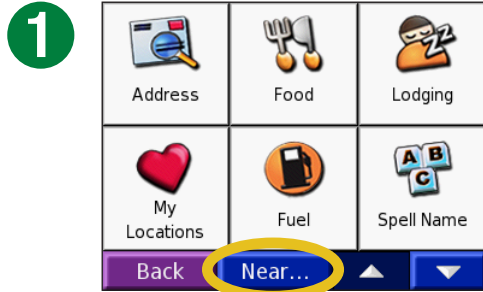 1
Address Food Lodging
My
Locations
Fuel Spell Name
A B
C
Back Near...